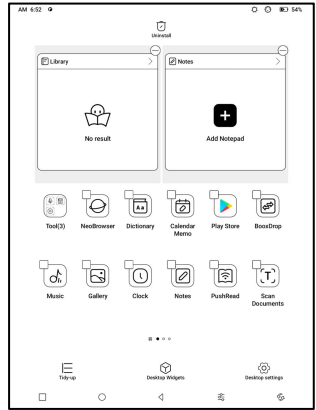 AM 6:52
54%
Uninstall
Library
Notes
No result
Add Notepad
Tool(3)
NeoBrowser
Dictionary
Calendar Memo
Play Store
BooxDrop
Music
Gallery
Clock
Notes
PushRead
Scan Documents
Tidy-up
Desktop Widgets
Desktop settings